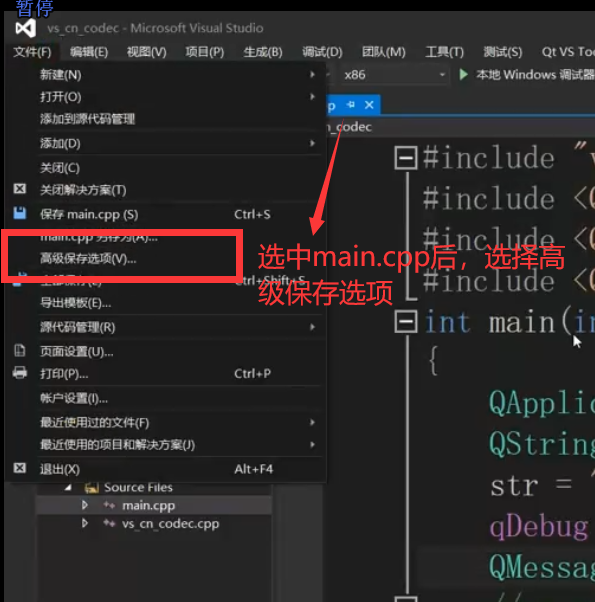 暂停
vs_cn_codec - Microsoft Visual Studio
文件(F) 编辑(E) 视图(V) 项目(P) 生成(B) 调试(D) 团队(M) 工具(T) 测试(S) Qt VS Too
新建(N)
x86 本地 Windows 调试器
打开(O)
添加到源代码管理
p
n_codec
添加(D)
关闭(C)
关闭解决方案(T)
保存 main.cpp (S) Ctrl+S
main.cpp 另存为(A)...
高级保存选项(V)...
全部保存(E) Ctrl+Shift+S
导出模板(E)...
源代码管理(R)
页面设置(U)...
打印(P)... Ctrl+P
帐户设置(I)...
最近使用过的文件(F)
最近使用的项目和解决方案(J)
退出(X) Alt+F4
Source Files
main.cpp
vs_cn_codec.cpp
选中main.cpp后，选择高
级保存选项
#include "v
#include <Q
#include <Q
#include <Q
int main(in
{
QApplic
QString
str = "
qDebug
QMessag
//